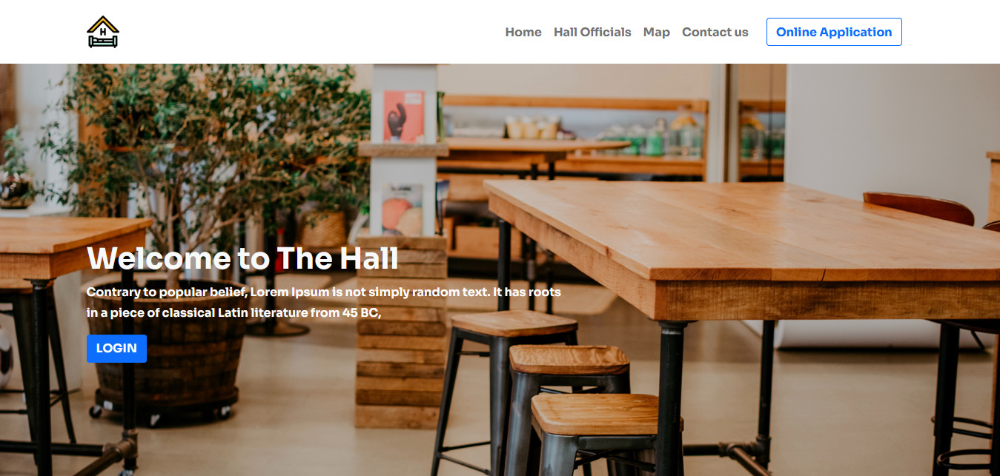 H
Home Hall Officials Map Contact us Online Application
Welcome to The Hall
Contrary to popular belief, Lorem Ipsum is not simply random text. It has roots
in a piece of classical Latin literature from 45 BC,
LOGIN